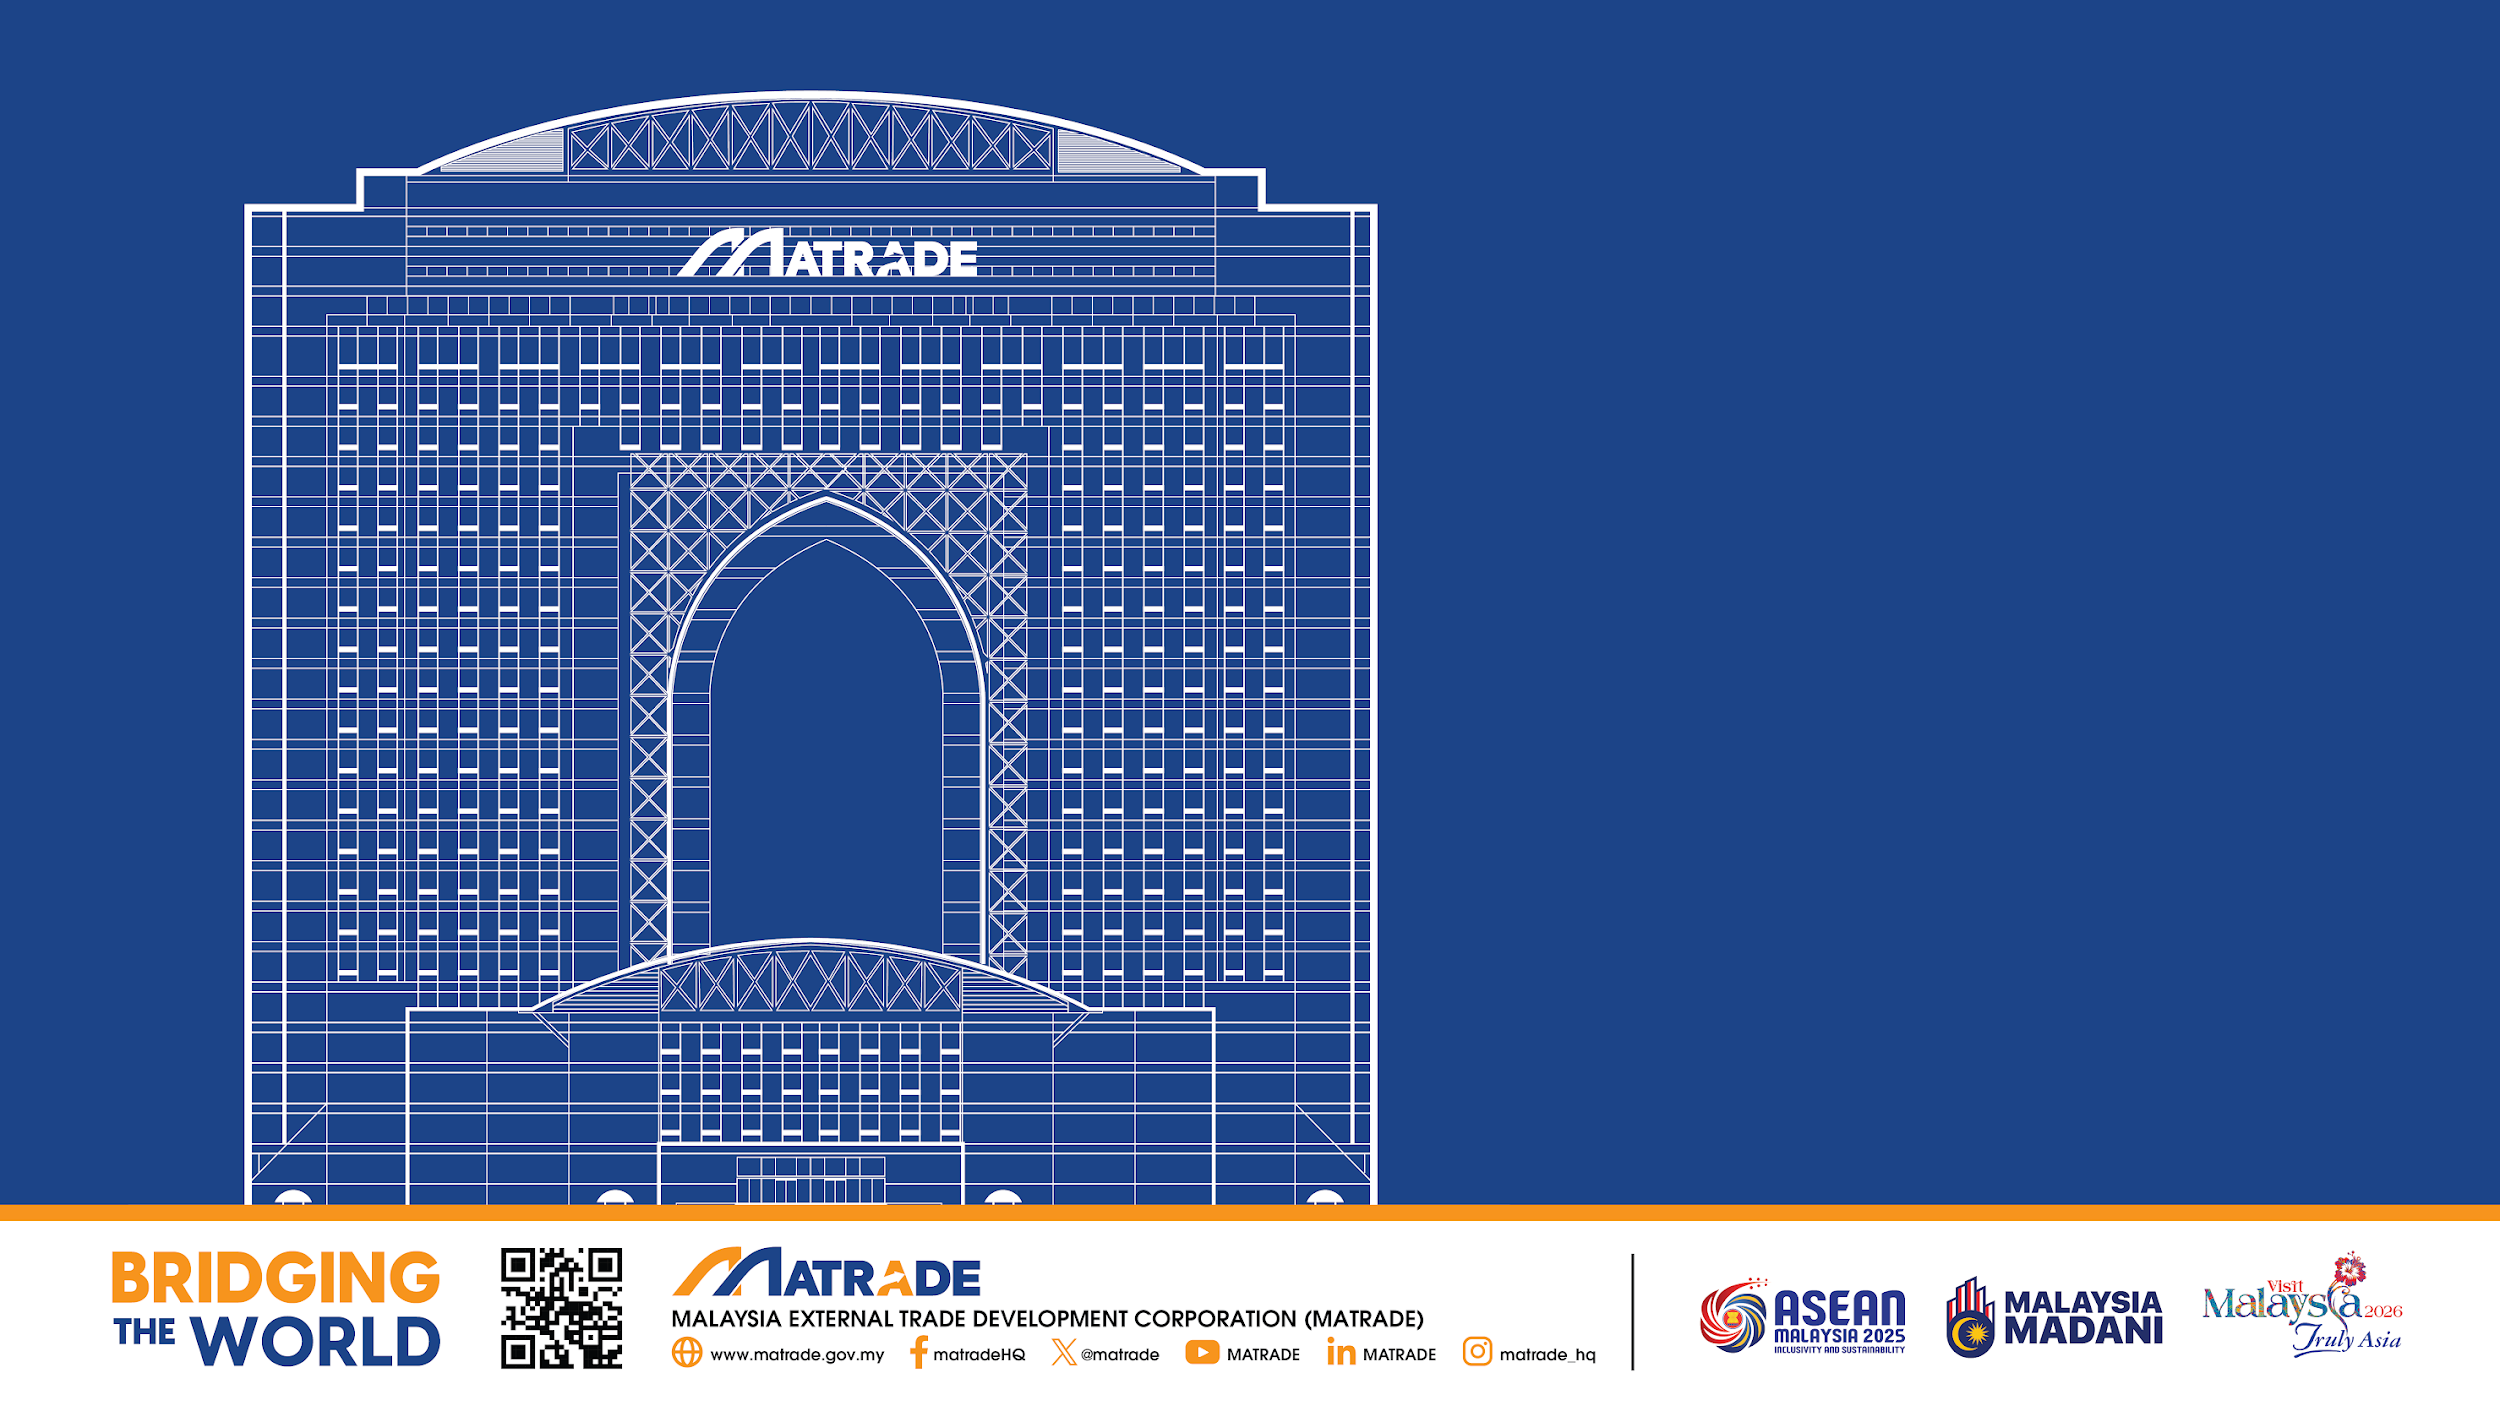 MATRADE
BRIDGING
THE WORLD
MATRADE
MALAYSIA EXTERNAL TRADE DEVELOPMENT CORPORATION (MATRADE)
www.matrade.gov.my matradeHQ @matrade MATRADE MATRADE matrade_hq
ASEAN
MALAYSIA 2025
INCLUSIVITY AND SUSTAINABILITY
MALAYSIA
MADANI
Visit
Malaysia 2026
Truly Asia